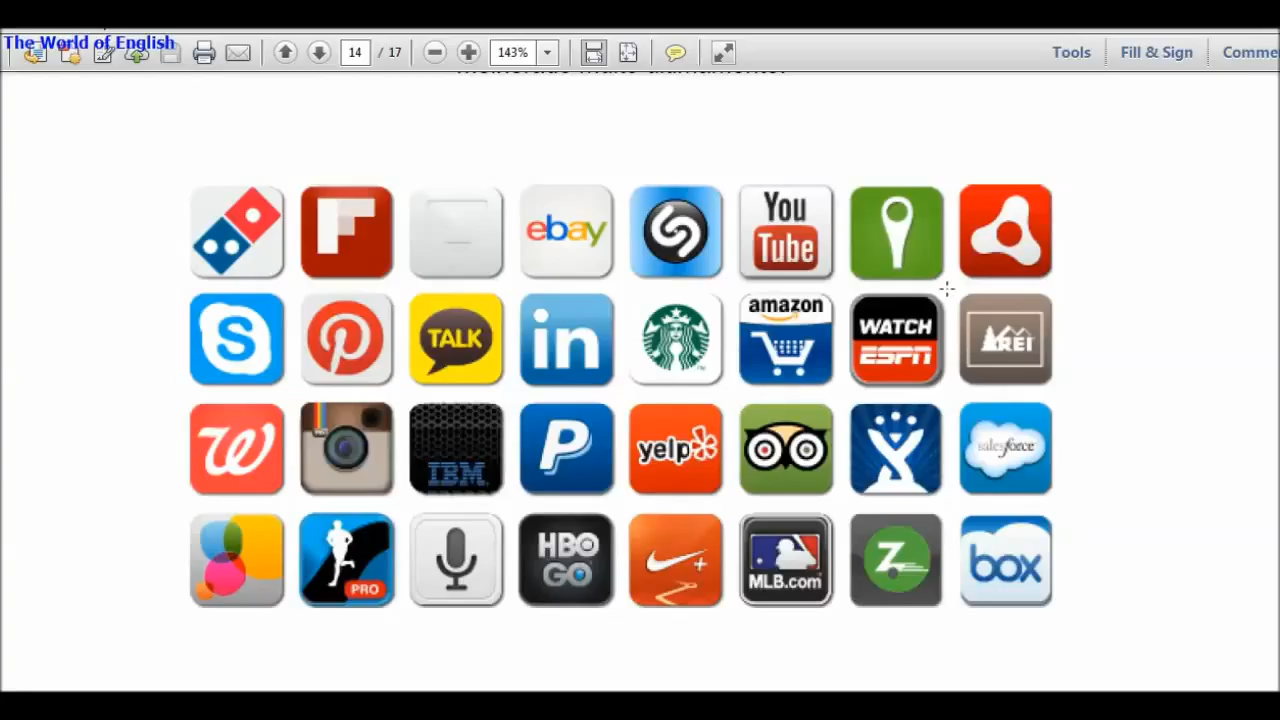 The World of English
14 / 17
143%
Tools
Fill & Sign
Comme
ebay
You
Tube
TALK
in
amazon
WATCH
ESPN
REI
W
IBM
P
yelp
salesforce
PRO
HBO
GO
MLB.com
Z
box